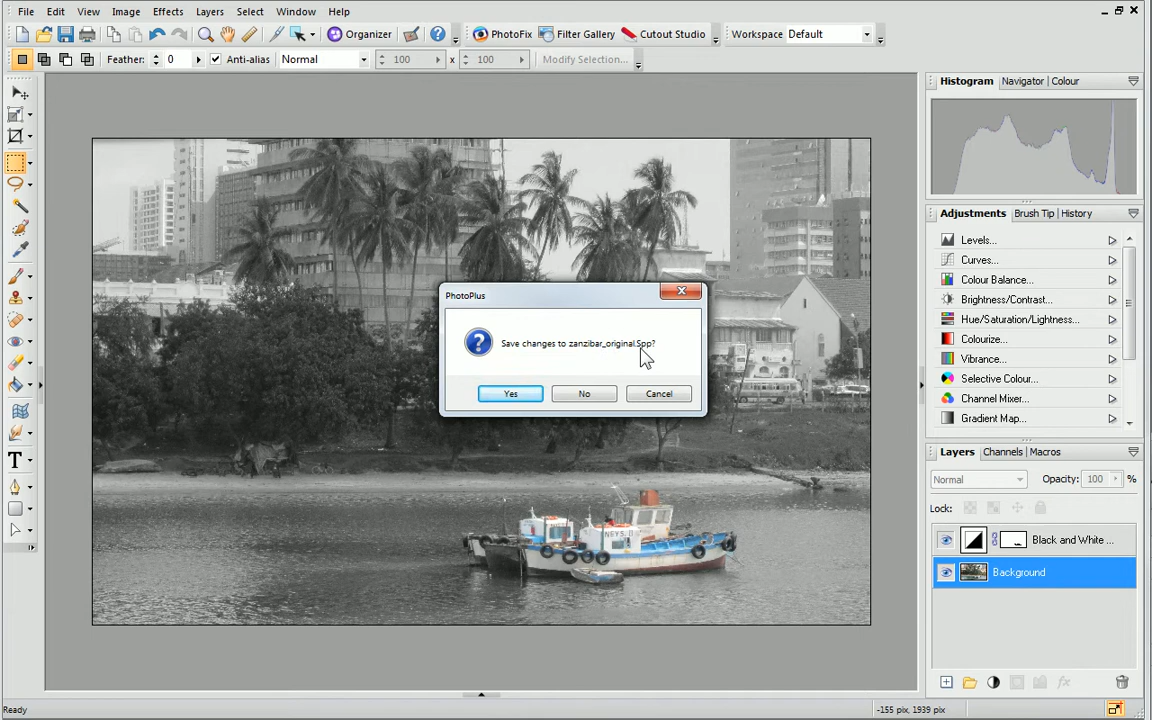 File Edit View Image Effects Layers Select Window Help
Organizer PhotoFix Filter Gallery Cutout Studio Workspace Default
Feather: 0 Anti-alias Normal 100 x 100 Modify Selection...
Histogram Navigator Colour
PhotoPlus
Save changes to zanzibar_original.Spp?
Yes No Cancel
NEYS.B
Adjustments Brush Tip History
Levels...
Curves...
Colour Balance...
Brightness/Contrast...
Hue/Saturation/Lightness...
Colourize...
Vibrance...
Selective Colour...
Channel Mixer...
Gradient Map...
Layers Channels Macros
Normal Opacity: 100 %
Lock:
Black and White ...
Background
Ready -155 pix, 1939 pix